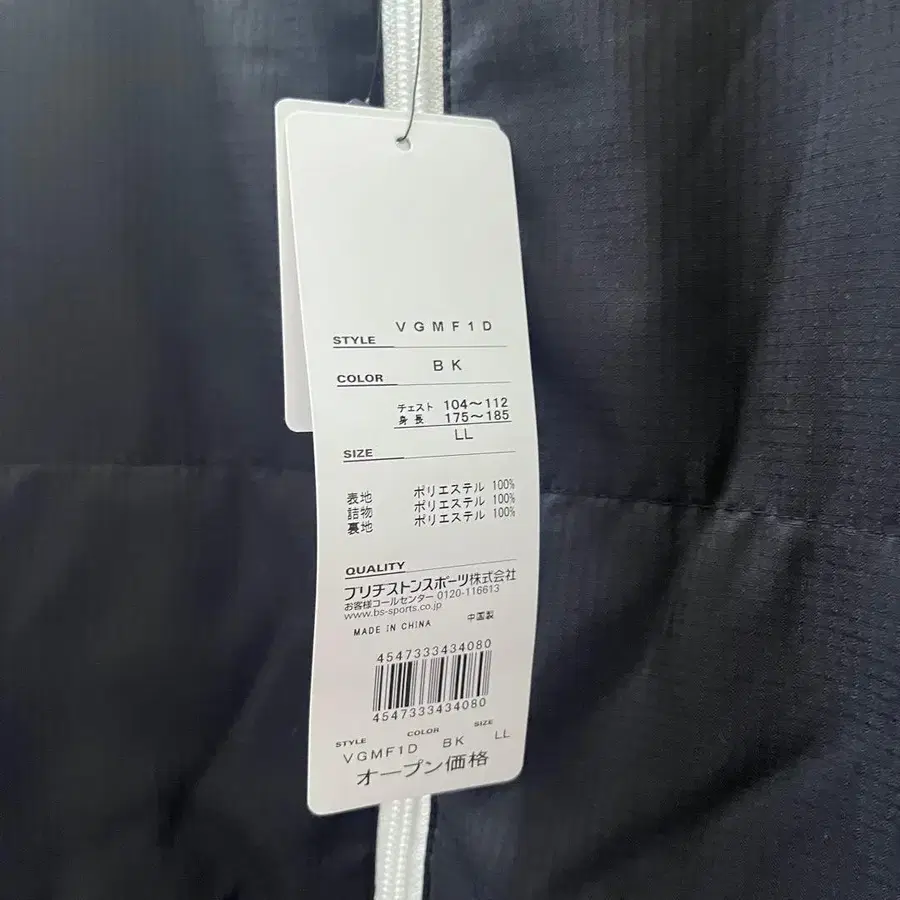 STYLE VGMF1D
COLOR BK
チェスト 104～112
身長 175～185
SIZE LL
表地 ポリエステル 100%
詰物 ポリエステル 100%
裏地 ポリエステル 100%
QUALITY
ブリヂストンスポーツ株式会社
お客様コールセンター 0120-116613
www.bs-sports.co.jp
MADE IN CHINA 中国製
4547333434080
4547333434080
STYLE COLOR SIZE
VGMF1D BK LL
オープン価格